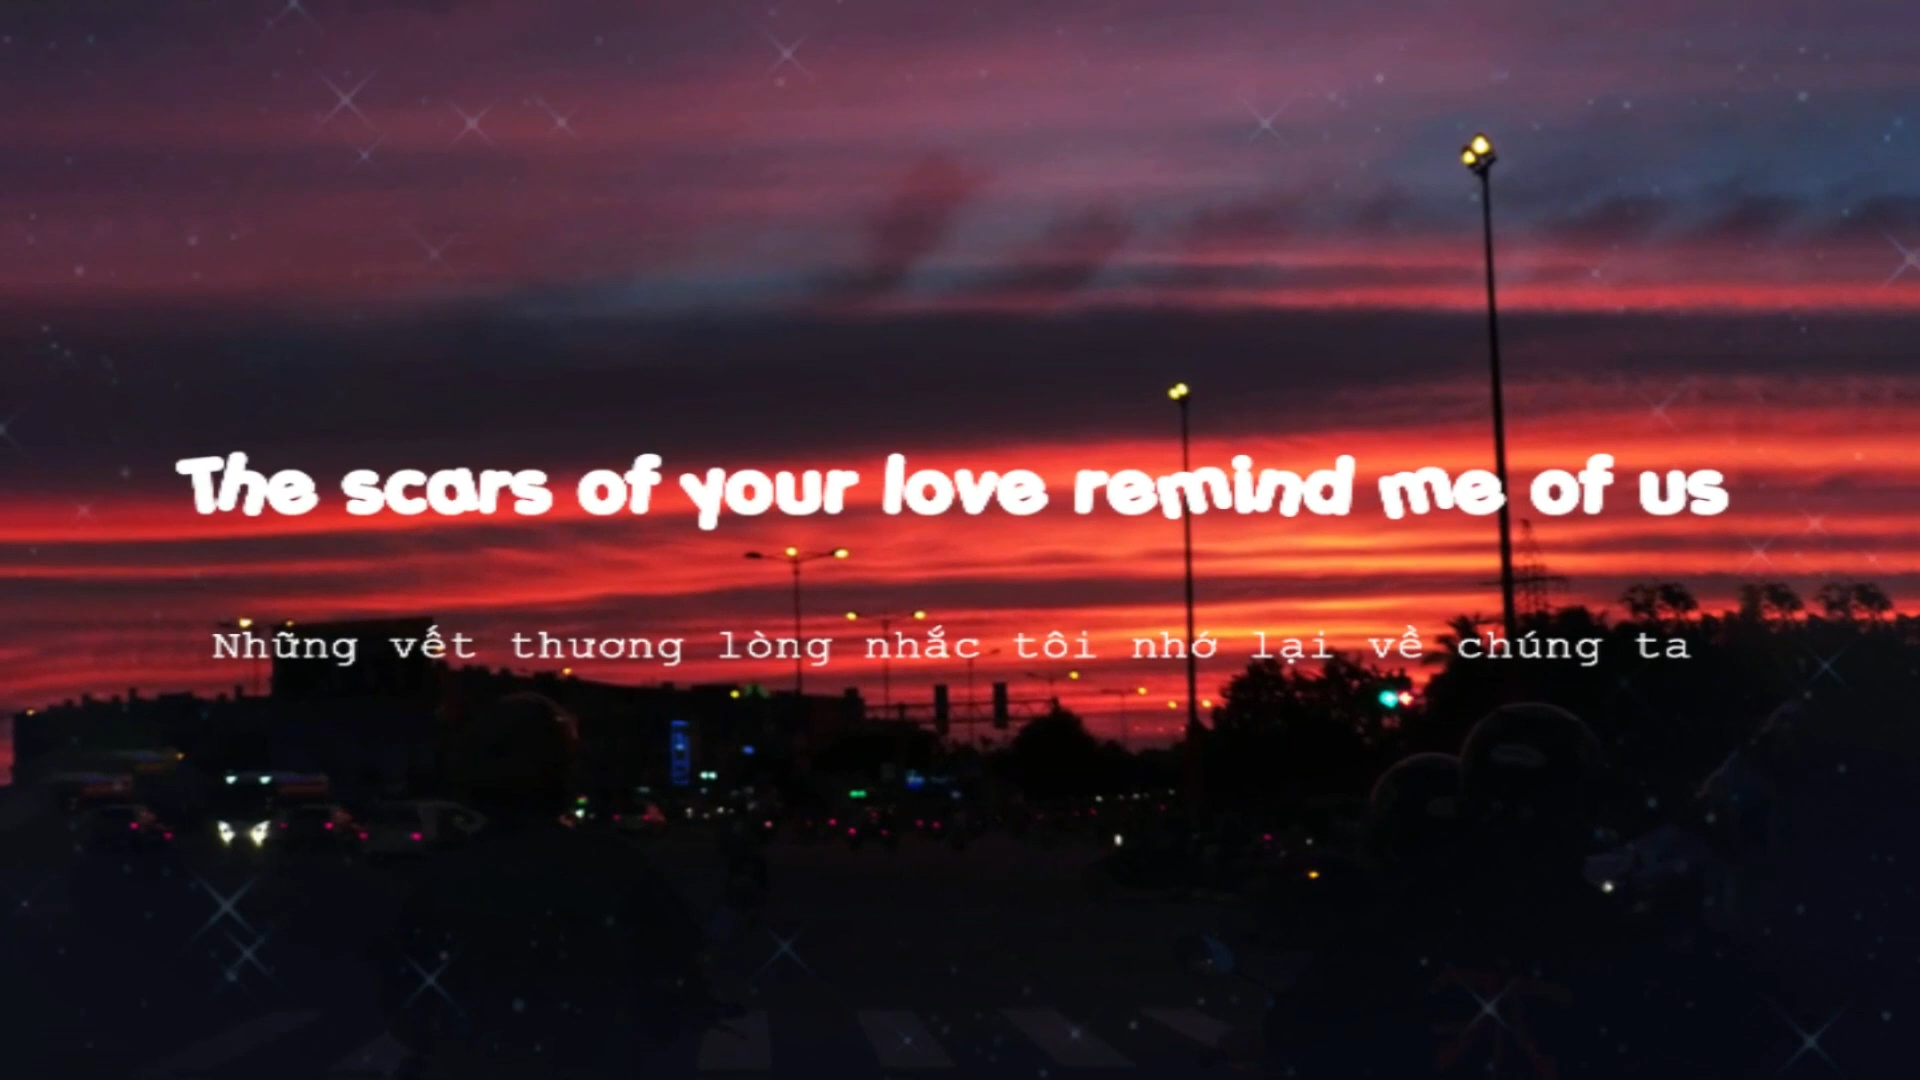 The scars of your love remind me of us
Những vết thương lòng nhắc tôi nhớ lại về chúng ta